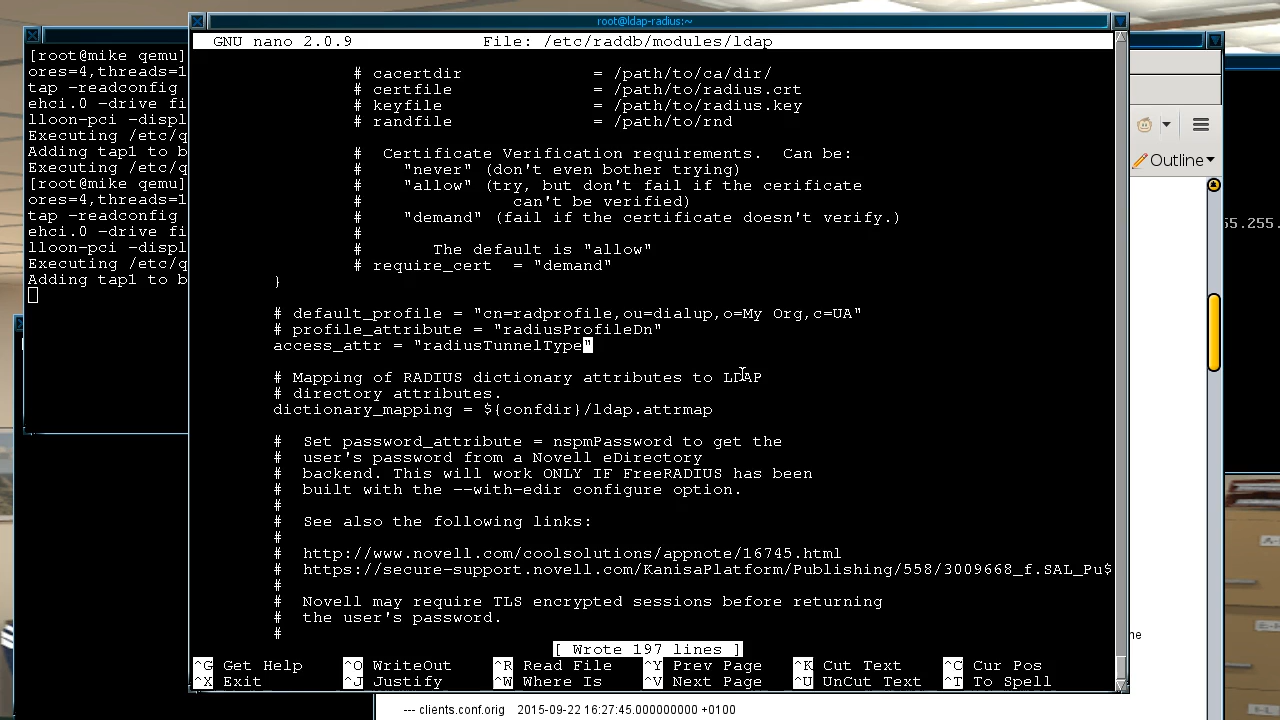 root@ldap-radius:~
GNU nano 2.0.9 File: /etc/raddb/modules/ldap
# cacertdir = /path/to/ca/dir/
# certfile = /path/to/radius.crt
# keyfile = /path/to/radius.key
# randfile = /path/to/rnd
# Certificate Verification requirements. Can be:
# "never" (don't even bother trying)
# "allow" (try, but don't fail if the cerificate
# can't be verified)
# "demand" (fail if the certificate doesn't verify.)
#
# The default is "allow"
# require_cert = "demand"
}
# default_profile = "cn=radprofile,ou=dialup,o=My Org,c=UA"
# profile_attribute = "radiusProfileDn"
access_attr = "radiusTunnelType"
# Mapping of RADIUS dictionary attributes to LDAP
# directory attributes.
dictionary_mapping = ${confdir}/ldap.attrmap
# Set password_attribute = nspmPassword to get the
# user's password from a Novell eDirectory
# backend. This will work ONLY IF FreeRADIUS has been
# built with the --with-edir configure option.
#
# See also the following links:
#
# http://www.novell.com/coolsolutions/appnote/16745.html
# https://secure-support.novell.com/KanisaPlatform/Publishing/558/3009668_f.SAL_Pu$
#
# Novell may require TLS encrypted sessions before returning
# the user's password.
#
[ Wrote 197 lines ]
^G Get Help ^O WriteOut ^R Read File ^Y Prev Page ^K Cut Text ^C Cur Pos
^X Exit ^J Justify ^W Where Is ^V Next Page ^U UnCut Text ^T To Spell
[root@mike qemu]
ores=4,threads=1
tap -readconfig
ehci.0 -drive fi
lloon-pci -displ
Executing /etc/q
Adding tap1 to b
Executing /etc/q
[root@mike qemu]
ores=4,threads=1
tap -readconfig
ehci.0 -drive fi
lloon-pci -displ
Executing /etc/q
Adding tap1 to b
Outline
55.255.
--- clients.conf.orig 2015-09-22 16:27:45.000000000 +0100